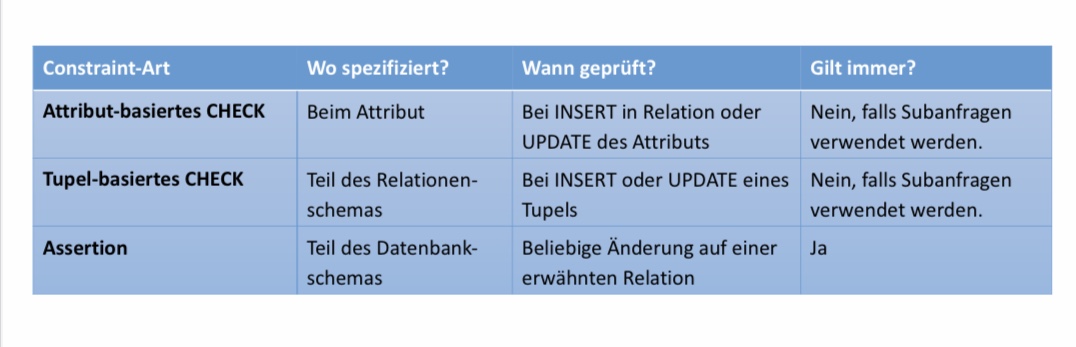 Constraint-Art Wo spezifiziert? Wann geprüft? Gilt immer?
Attribut-basiertes CHECK Beim Attribut Bei INSERT in Relation oder Nein, falls Subanfragen
UPDATE des Attributs verwendet werden.
Tupel-basiertes CHECK Teil des Relationen- Bei INSERT oder UPDATE eines Nein, falls Subanfragen
schemas Tupels verwendet werden.
Assertion Teil des Datenbank- Beliebige Änderung auf einer Ja
schemas erwähnten Relation